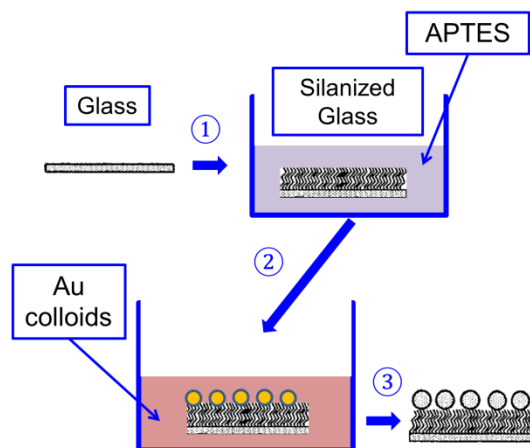 APTES
Glass
Silanized
Glass
①
②
Au
colloids
③